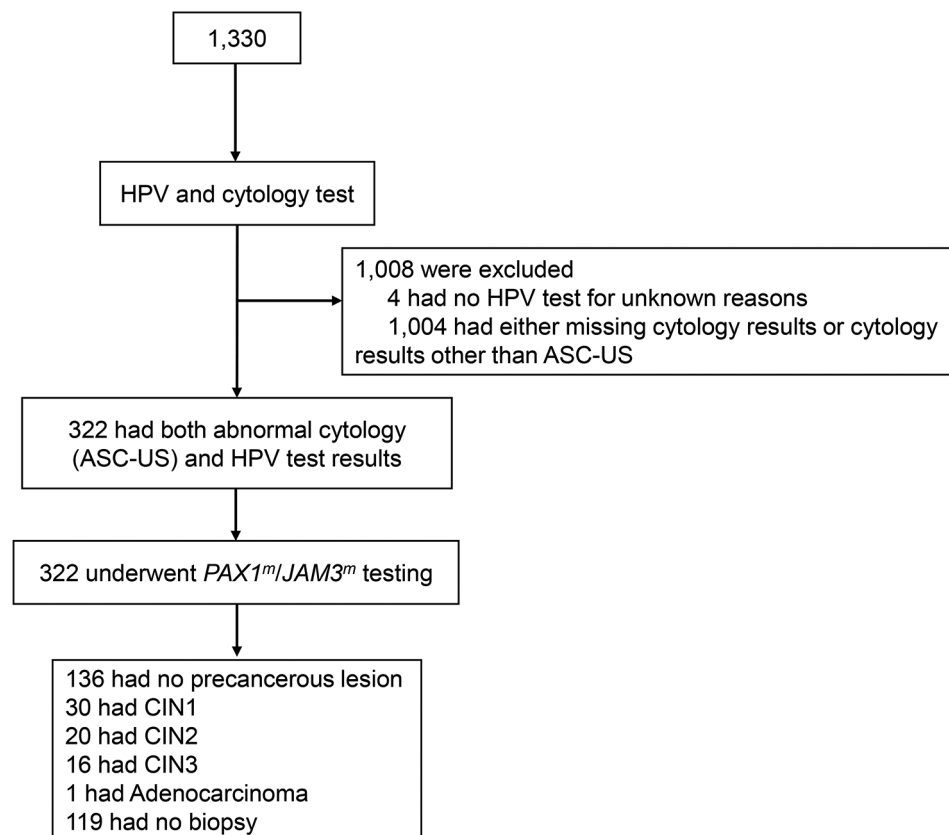 1,330
HPV and cytology test
1,008 were excluded
4 had no HPV test for unknown reasons
1,004 had either missing cytology results or cytology
results other than ASC-US
322 had both abnormal cytology
(ASC-US) and HPV test results
322 underwent PAX1ᵐ/JAM3ᵐ testing
136 had no precancerous lesion
30 had CIN1
20 had CIN2
16 had CIN3
1 had Adenocarcinoma
119 had no biopsy